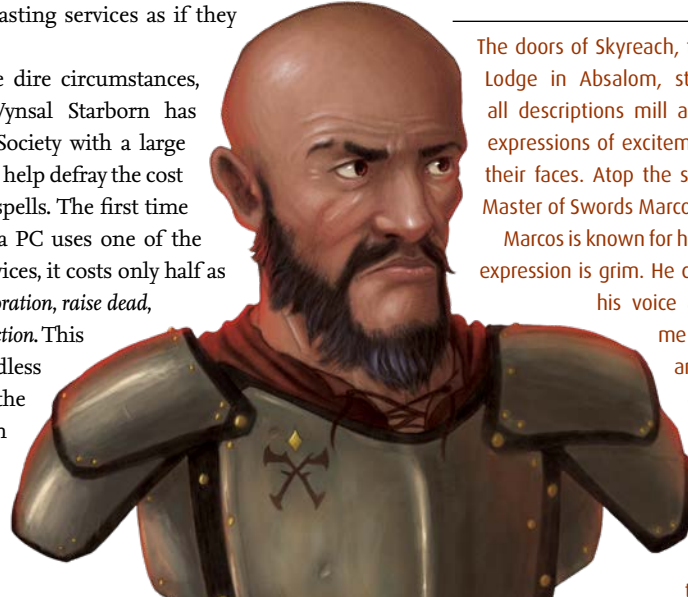 asting services as if they
e dire circumstances,
Vynsal Starborn has
Society with a large
help defray the cost
spells. The first time
a PC uses one of the
vices, it costs only half as
oration, raise dead,
ction. This
dless
the
n
The doors of Skyreach,
Lodge in Absalom, st
all descriptions mill a
expressions of excitem
their faces. Atop the s
Master of Swords Marco
Marcos is known for h
expression is grim. He
his voice
me
ar